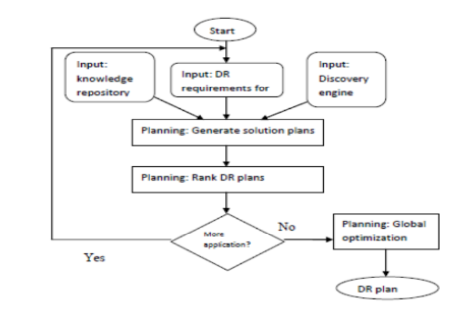 Start
Input:
knowledge
repository
Input: DR
requirements for
Input:
Discovery
engine
Planning: Generate solution plans
Planning: Rank DR plans
More
application?
No
Yes
Planning: Global
optimization
DR plan